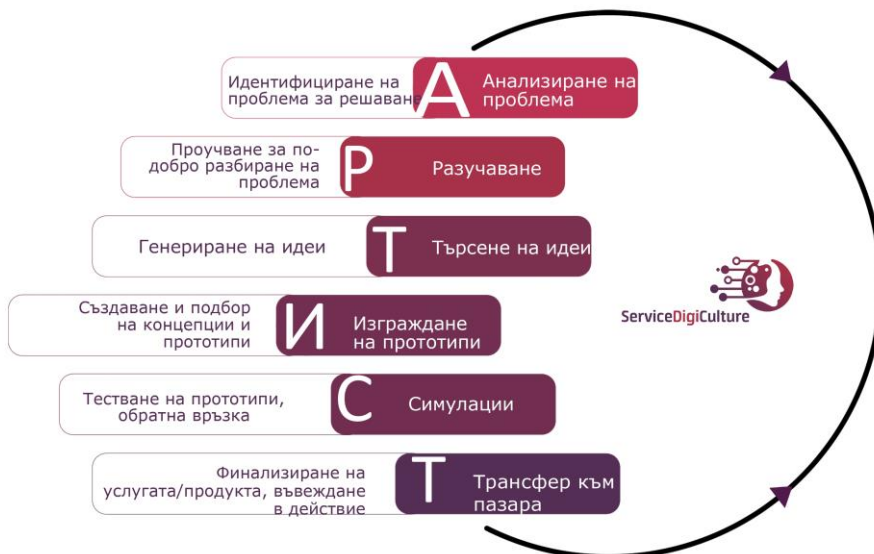 Идентифициране на
проблема за решаване
А
Анализиране на
проблема
Проучване за по-
добро разбиране на
проблема
Р
Разучаване
Генериране на идеи
Т
Търсене на идеи
Създаване и подбор
на концепции и
прототипи
И
Изграждане
на прототипи
Тестване на прототипи,
обратна връзка
С
Симулации
Финализиране на
услугата/продукта, въвеждане
в действие
Т
Трансфер към
пазара
ServiceDigiCulture